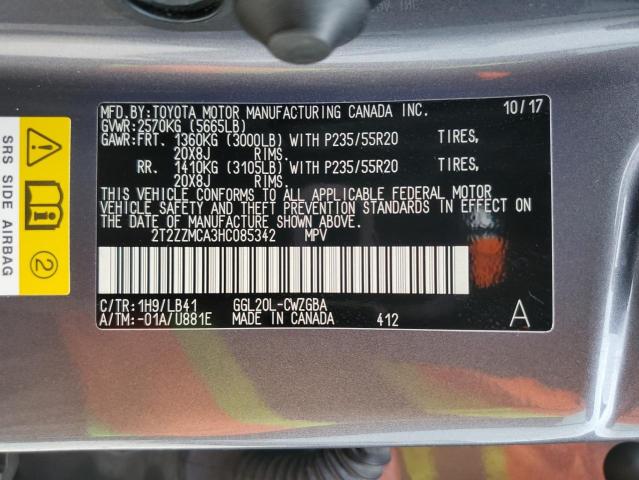 MFD.BY:TOYOTA MOTOR MANUFACTURING CANADA INC. 10/17
GVWR:2570KG (5665LB)
GAWR:FRT. 1360KG (3000LB) WITH P235/55R20 TIRES,
20X8J RIMS.
RR. 1410KG (3105LB) WITH P235/55R20 TIRES,
20X8J RIMS.
THIS VEHICLE CONFORMS TO ALL APPLICABLE FEDERAL MOTOR
VEHICLE SAFETY AND THEFT PREVENTION STANDARDS IN EFFECT ON
THE DATE OF MANUFACTURE SHOWN ABOVE.
2T2ZZMCA3HC085342 MPV
C/TR:1H9/LB41 GGL20L-CWZGBA
A/TM:-01A/U881E MADE IN CANADA 412 A
SRS SIDE AIRBAG
2